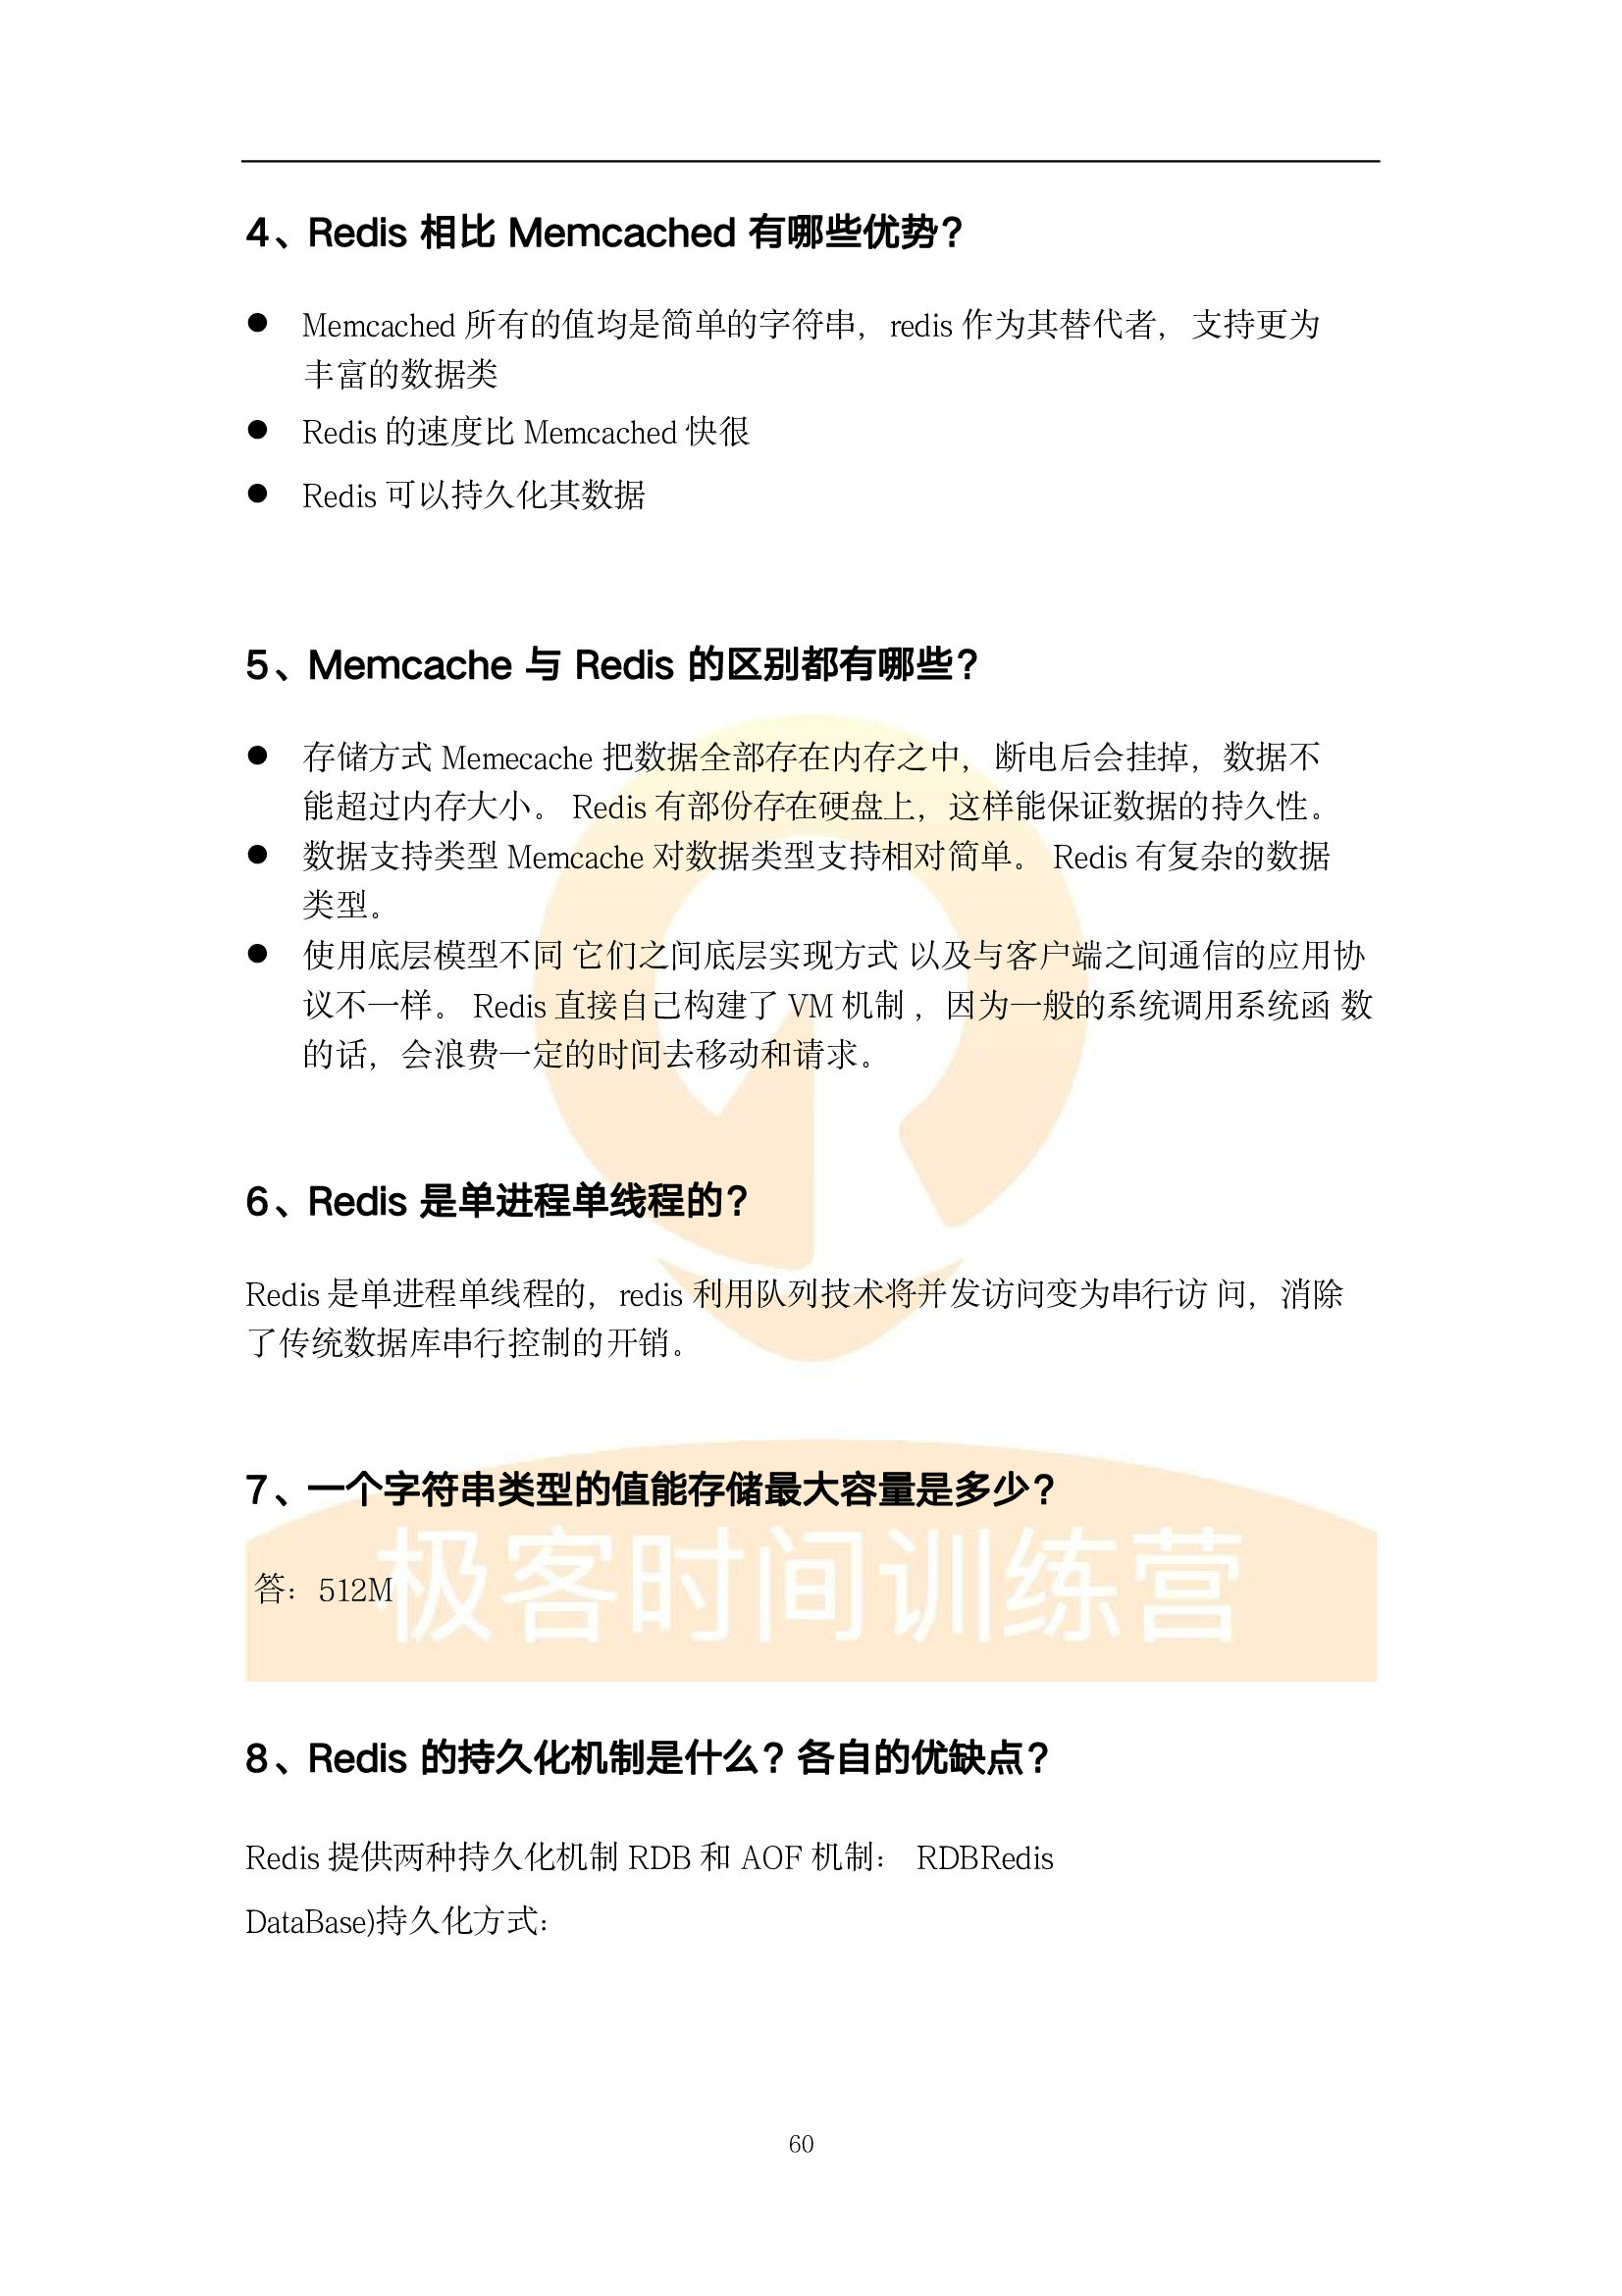 4、Redis 相比 Memcached 有哪些优势？
● Memcached 所有的值均是简单的字符串，redis 作为其替代者，支持更为
丰富的数据类
● Redis 的速度比 Memcached 快很
● Redis 可以持久化其数据
5、Memcache 与 Redis 的区别都有哪些？
● 存储方式 Memecache 把数据全部存在内存之中，断电后会挂掉，数据不
能超过内存大小。 Redis 有部份存在硬盘上，这样能保证数据的持久性。
● 数据支持类型 Memcache 对数据类型支持相对简单。 Redis 有复杂的数据
类型。
● 使用底层模型不同 它们之间底层实现方式 以及与客户端之间通信的应用协
议不一样。 Redis 直接自己构建了 VM 机制 ，因为一般的系统调用系统函 数
的话，会浪费一定的时间去移动和请求。
6、Redis 是单进程单线程的？
Redis 是单进程单线程的，redis 利用队列技术将并发访问变为串行访 问，消除
了传统数据库串行控制的开销。
7、一个字符串类型的值能存储最大容量是多少？
极客时间训练营
答：512M
8、Redis 的持久化机制是什么？各自的优缺点？
Redis 提供两种持久化机制 RDB 和 AOF 机制： RDBRedis
DataBase)持久化方式：
60